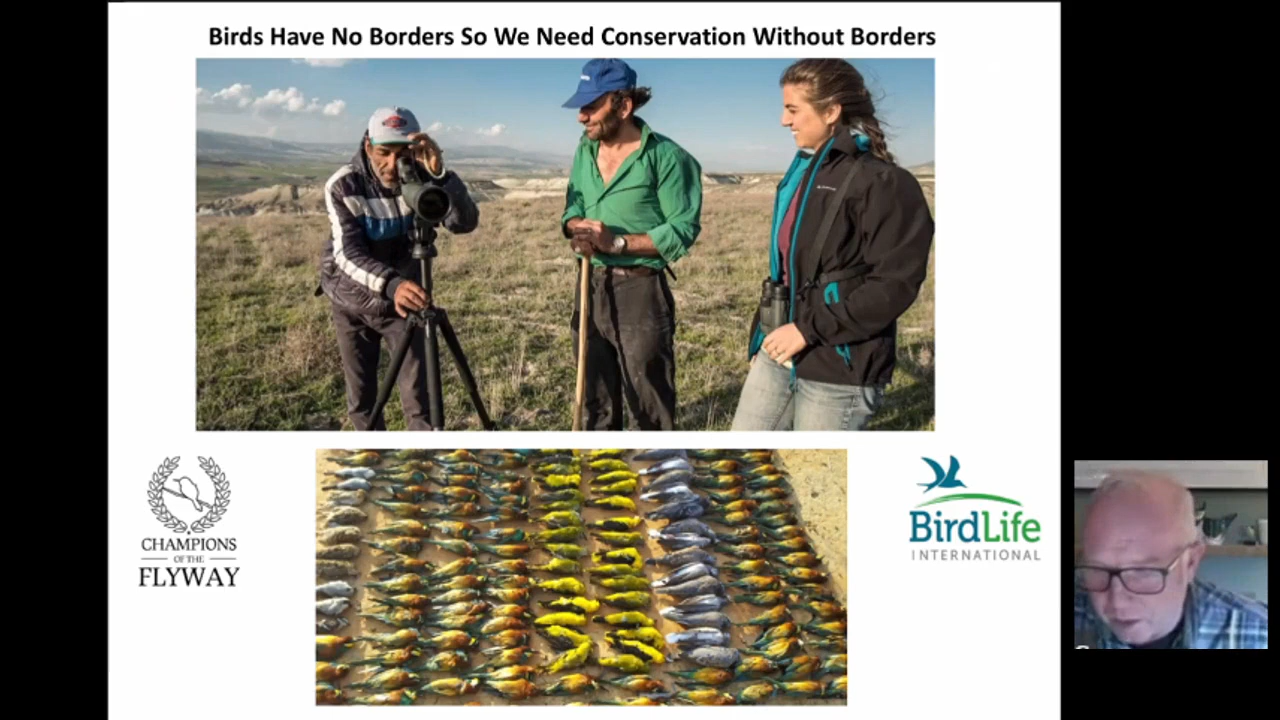 Birds Have No Borders So We Need Conservation Without Borders
CHAMPIONS
OF THE
FLYWAY
BirdLife
INTERNATIONAL